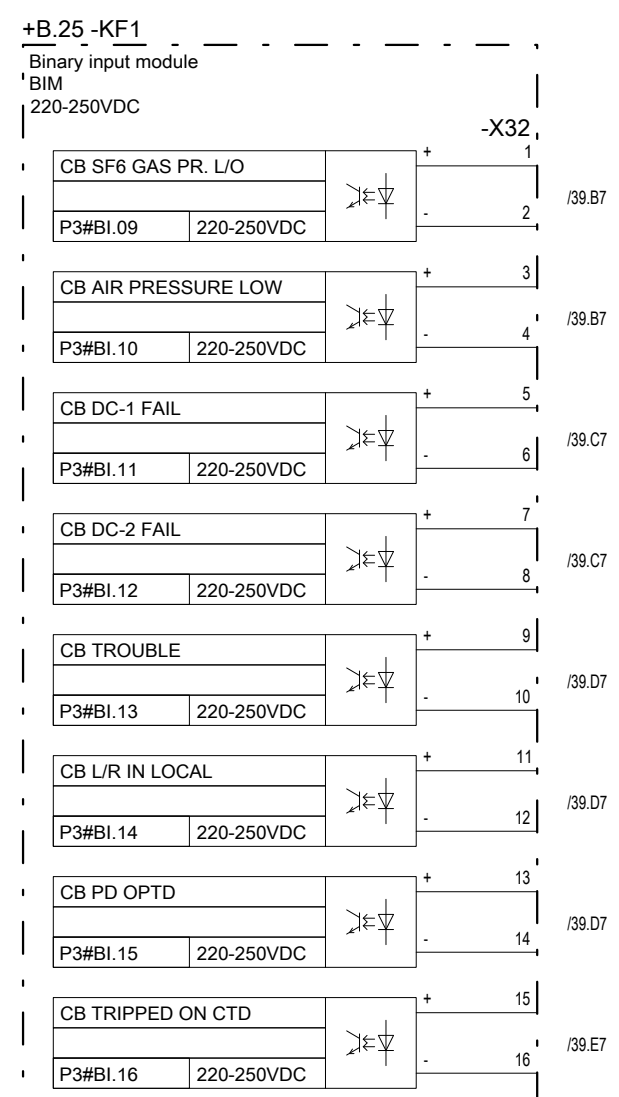 +B.25 -KF1
Binary input module
BIM
220-250VDC
-X32
CB SF6 GAS PR. L/O + 1
/39.B7
P3#BI.09 220-250VDC - 2
CB AIR PRESSURE LOW + 3
/39.B7
P3#BI.10 220-250VDC - 4
CB DC-1 FAIL + 5
/39.C7
P3#BI.11 220-250VDC - 6
CB DC-2 FAIL + 7
/39.C7
P3#BI.12 220-250VDC - 8
CB TROUBLE + 9
/39.D7
P3#BI.13 220-250VDC - 10
CB L/R IN LOCAL + 11
/39.D7
P3#BI.14 220-250VDC - 12
CB PD OPTD + 13
/39.D7
P3#BI.15 220-250VDC - 14
CB TRIPPED ON CTD + 15
/39.E7
P3#BI.16 220-250VDC - 16